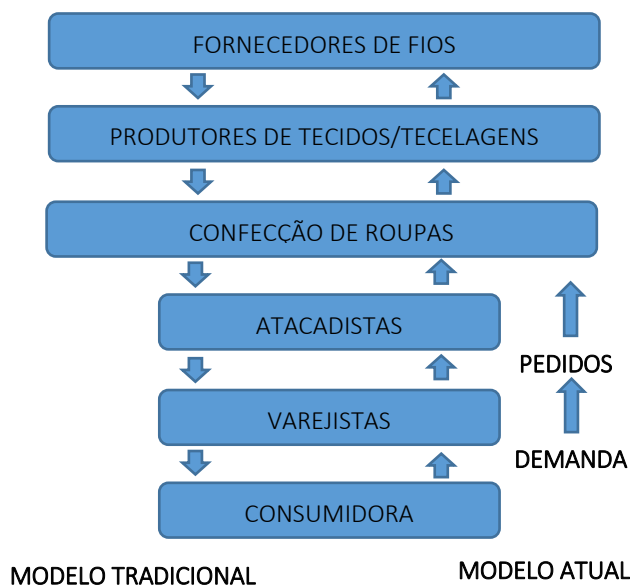 FORNECEDORES DE FIOS
PRODUTORES DE TECIDOS/TECELAGENS
CONFECÇÃO DE ROUPAS
ATACADISTAS
PEDIDOS
VAREJISTAS
DEMANDA
CONSUMIDORA
MODELO TRADICIONAL
MODELO ATUAL